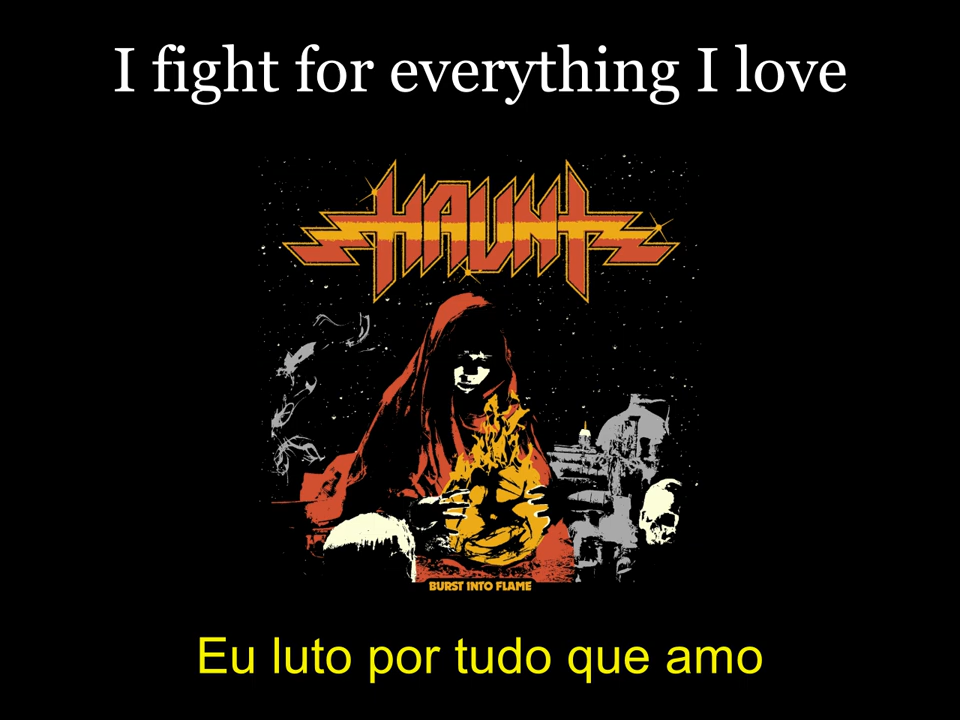 I fight for everything I love
HAUNT
BURST INTO FLAME
Eu luto por tudo que amo